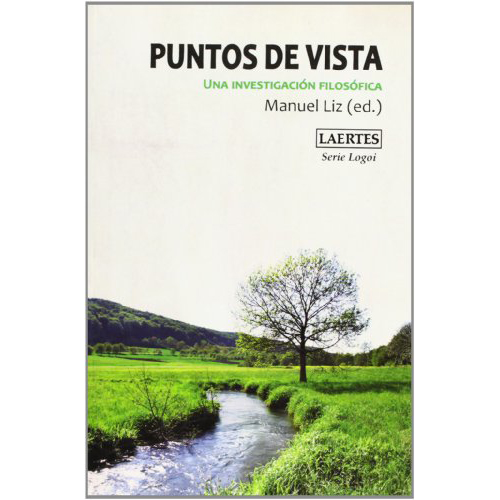 PUNTOS DE VISTA
UNA INVESTIGACIÓN FILOSÓFICA
Manuel Liz (ed.)
LAERTES
Serie Logoi